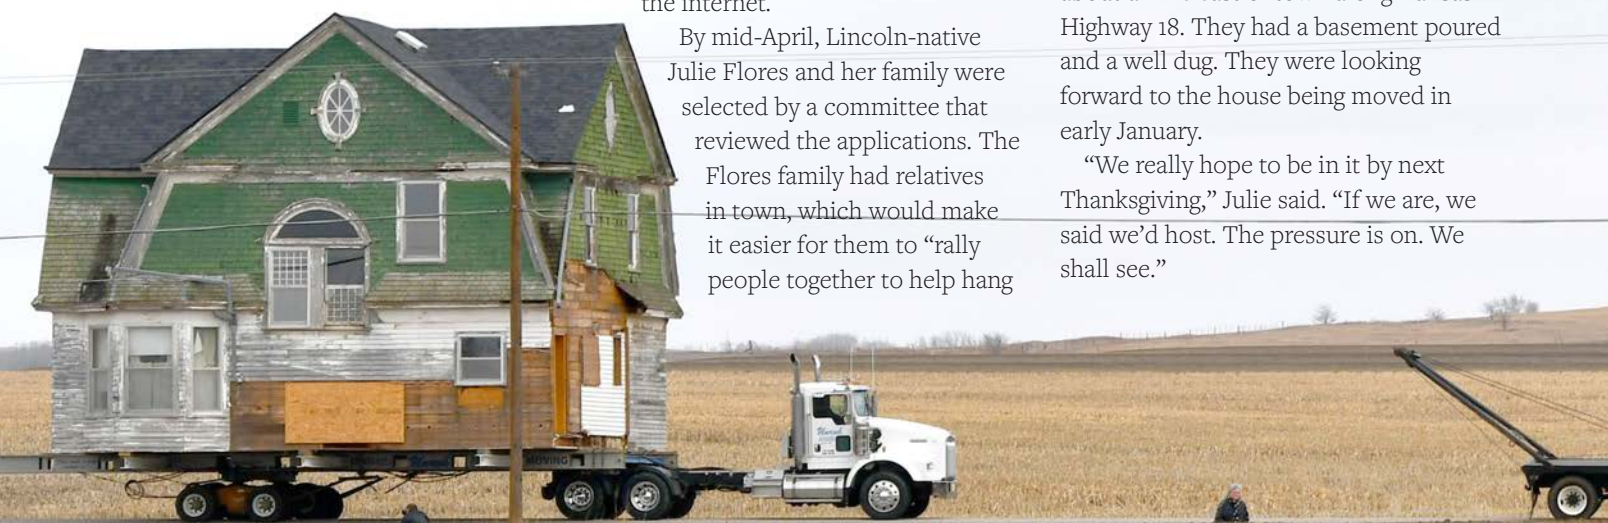 the internet.
By mid-April, Lincoln-native
Julie Flores and her family were
selected by a committee that
reviewed the applications. The
Flores family had relatives
in town, which would make
it easier for them to “rally
people together to help hang
Highway 18. They had a basement poured
and a well dug. They were looking
forward to the house being moved in
early January.
“We really hope to be in it by next
Thanksgiving,” Julie said. “If we are, we
said we’d host. The pressure is on. We
shall see.”
MOVING
Unruh